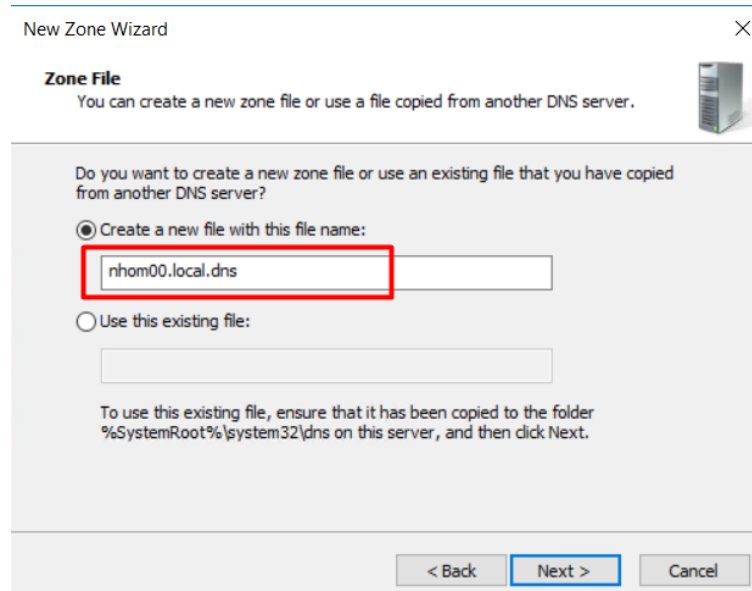 New Zone Wizard
Zone File
You can create a new zone file or use a file copied from another DNS server.
Do you want to create a new zone file or use an existing file that you have copied
from another DNS server?
Create a new file with this file name:
nhom00.local.dns
Use this existing file:
To use this existing file, ensure that it has been copied to the folder
%SystemRoot%\system32\dns on this server, and then click Next.
< Back Next > Cancel